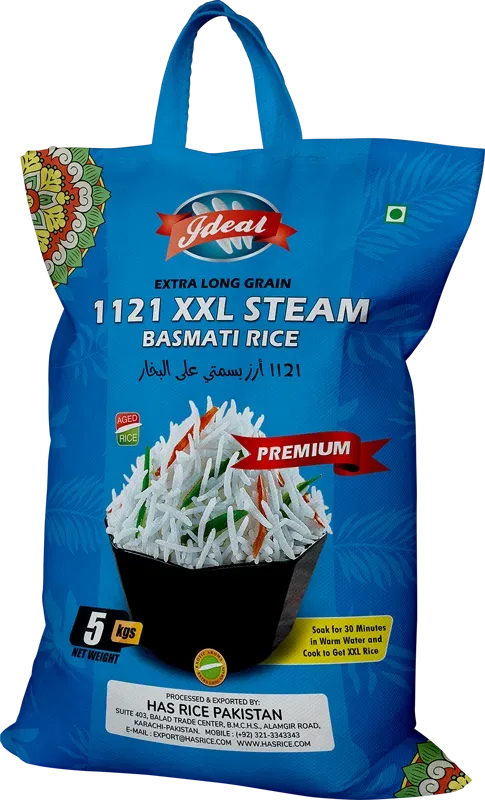 Ideal
EXTRA LONG GRAIN
1121 XXL STEAM
BASMATI RICE
1121 أرز بسمتي على البخار
AGED
RICE
PREMIUM
5 kgs
NET WEIGHT
Soak for 30 Minutes
in Warm Water and
Cook to Get XXL Rice
PROCESSED & EXPORTED BY:
HAS RICE PAKISTAN
SUITE 403, BALAD TRADE CENTER, B.M.C.H.S., ALAMGIR ROAD,
KARACHI-PAKISTAN. MOBILE : (+92) 321-3343343
E-MAIL : EXPORT@HASRICE.COM WWW.HASRICE.COM